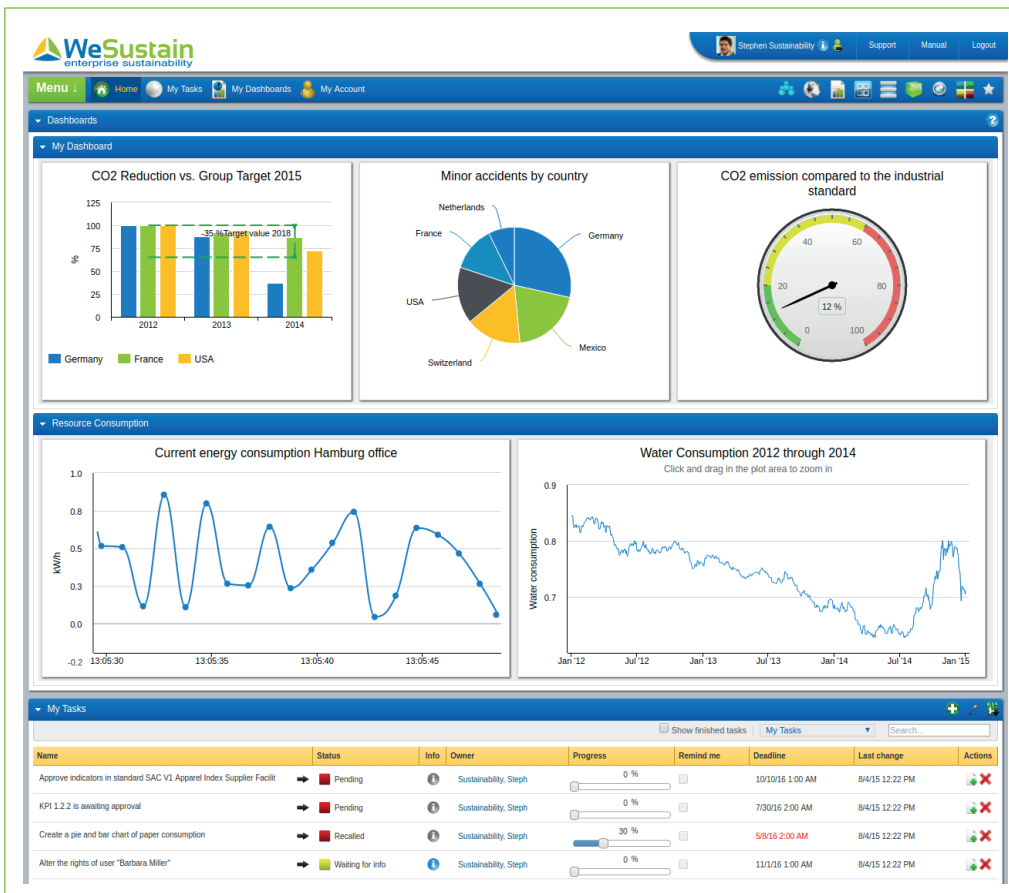 WeSustain
enterprise sustainability
Stephen Sustainability Support Manual Logout
Menu ↓ Home My Tasks My Dashboards My Account
Dashboards
My Dashboard
CO2 Reduction vs. Group Target 2015
125
100
75
50
25
0
%
-35 %Target value 2018
2012 2013 2014
Germany France USA
Minor accidents by country
Netherlands
France
Germany
USA
Mexico
Switzerland
CO2 emission compared to the industrial
standard
40 60
20 80
12 %
0 100
Resource Consumption
Current energy consumption Hamburg office
1.0
0.8
0.5
0.3
0.0
-0.2
kW/h
13:05:30 13:05:35 13:05:40 13:05:45
Water Consumption 2012 through 2014
Click and drag in the plot area to zoom in
0.9
0.8
0.7
Water consumption
Jan '12 Jul '12 Jan '13 Jul '13 Jan '14 Jul '14 Jan '15
My Tasks
Show finished tasks My Tasks Search...
Name Status Info Owner Progress Remind me Deadline Last change Actions
Approve indicators in standard SAC V1 Apparel Index Supplier Facilit Pending Sustainability, Steph 0 % 10/10/16 1:00 AM 8/4/15 12:22 PM
KPI 1.2.2 is awaiting approval Pending Sustainability, Steph 0 % 7/30/16 2:00 AM 8/4/15 12:22 PM
Create a pie and bar chart of paper consumption Recalled Sustainability, Steph 30 % 5/8/16 2:00 AM 8/4/15 12:22 PM
Alter the rights of user "Barbara Miller" Waiting for info Sustainability, Steph 0 % 11/1/16 1:00 AM 8/4/15 12:22 PM